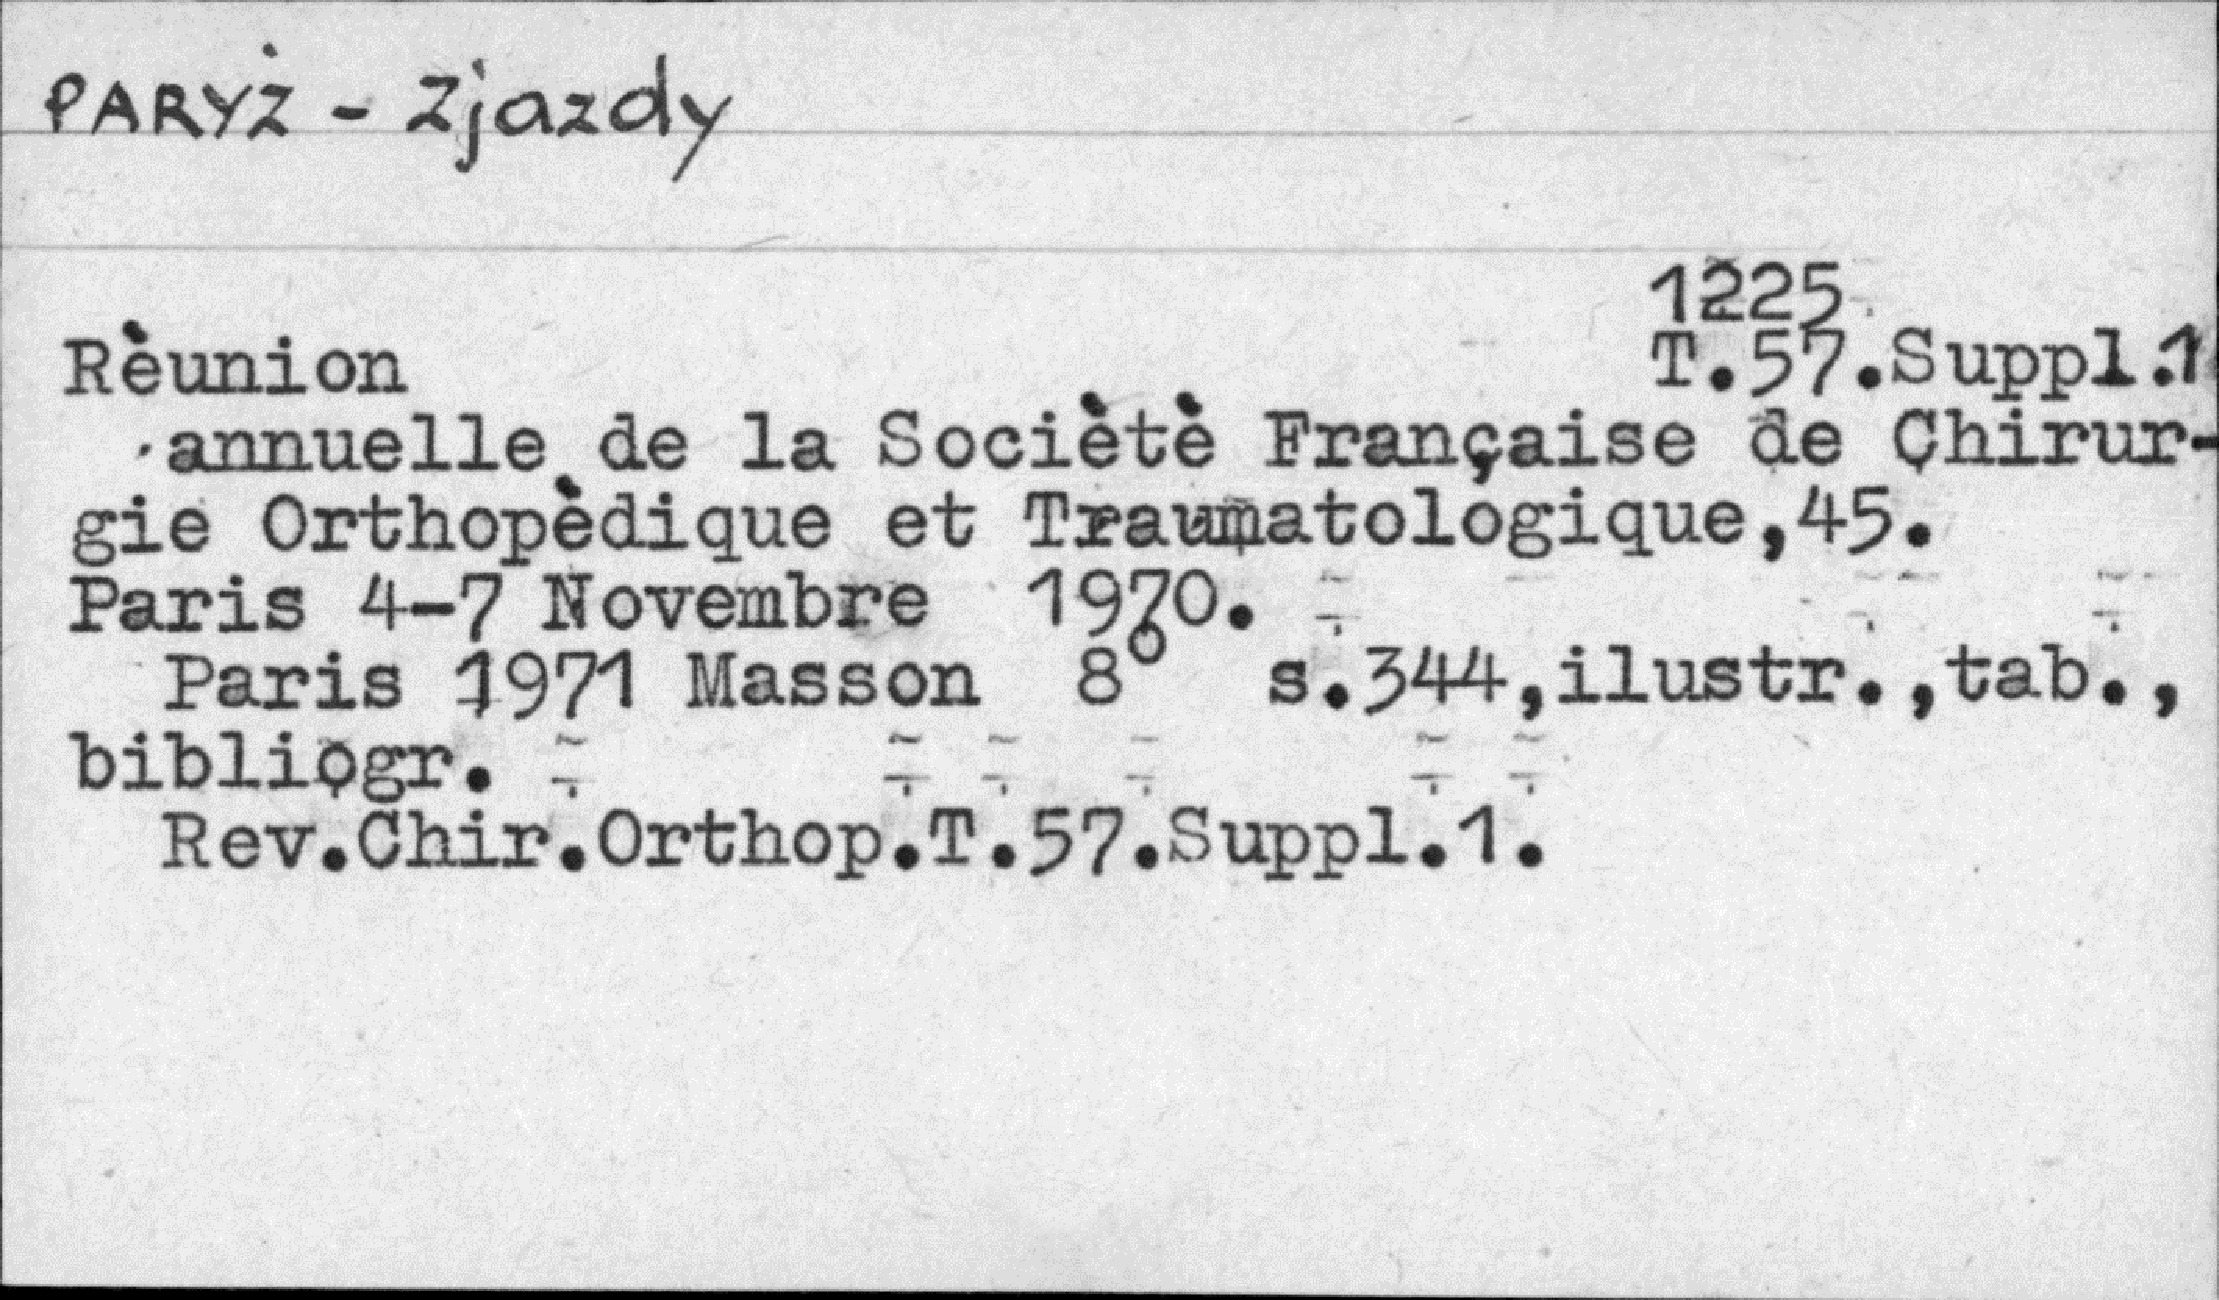 PARYŻ - Zjazdy
1225
Rèunion T.57.Suppl.1
annuelle de la Sociètè Française de Chirur-
gie Orthopèdique et Traumatologique,45.
Paris 4-7 Novembre 1970.
Paris 1971 Masson 8° s.344,ilustr.,tab.,
bibliogr.
Rev.Chir.Orthop.T.57.Suppl.1.